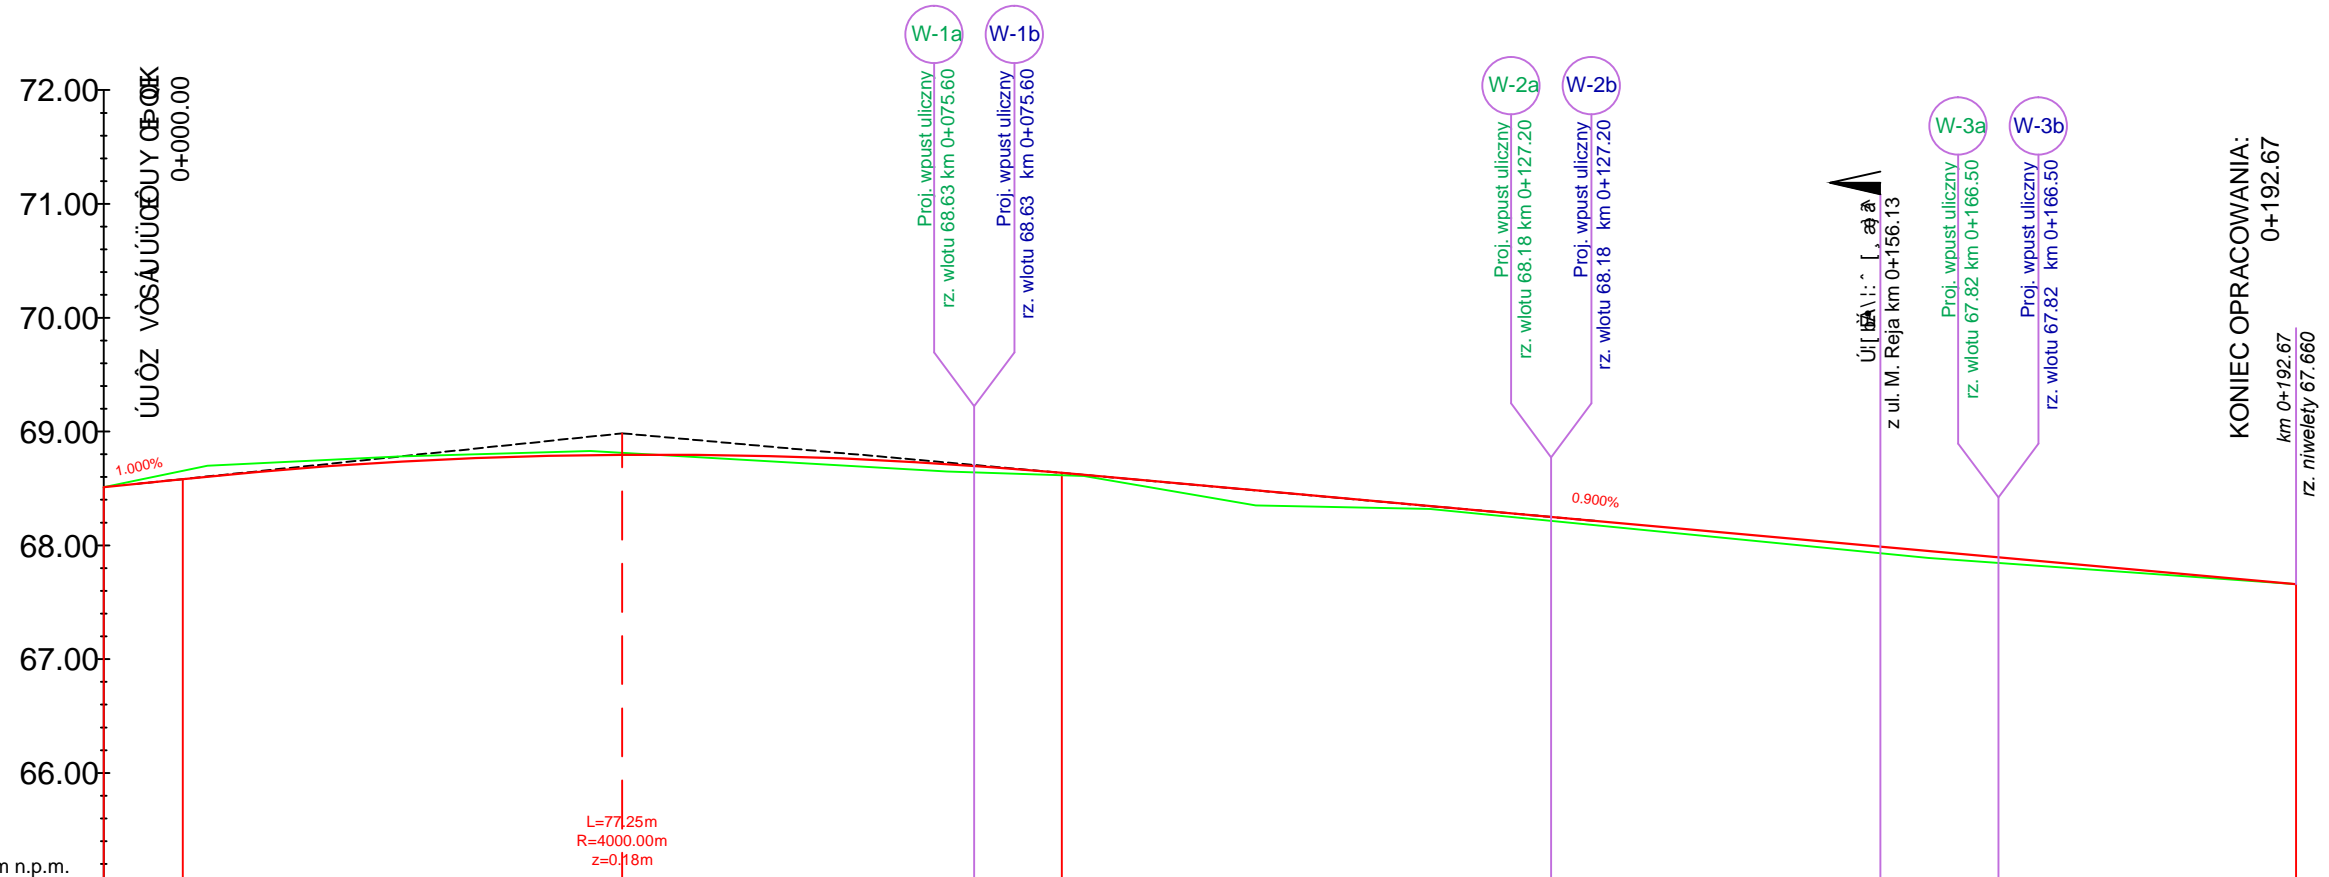 W-1a
W-1b
W-2a
W-2b
W-3a
W-3b
72.00
71.00
70.00
69.00
68.00
67.00
66.00
m n.p.m.
0+000.00
1.000%
Proj. wpust uliczny
rz. wlotu 68.63 km 0+075.60
Proj. wpust uliczny
rz. wlotu 68.63 km 0+075.60
Proj. wpust uliczny
rz. wlotu 68.18 km 0+127.20
Proj. wpust uliczny
rz. wlotu 68.18 km 0+127.20
0.900%
z ul. M. Reja km 0+156.13
Proj. wpust uliczny
rz. wlotu 67.82 km 0+166.50
Proj. wpust uliczny
rz. wlotu 67.82 km 0+166.50
KONIEC OPRACOWANIA:
0+192.67
km 0+192.67
rz. niwelety 67.660
L=77.25m
R=4000.00m
z=0.18m